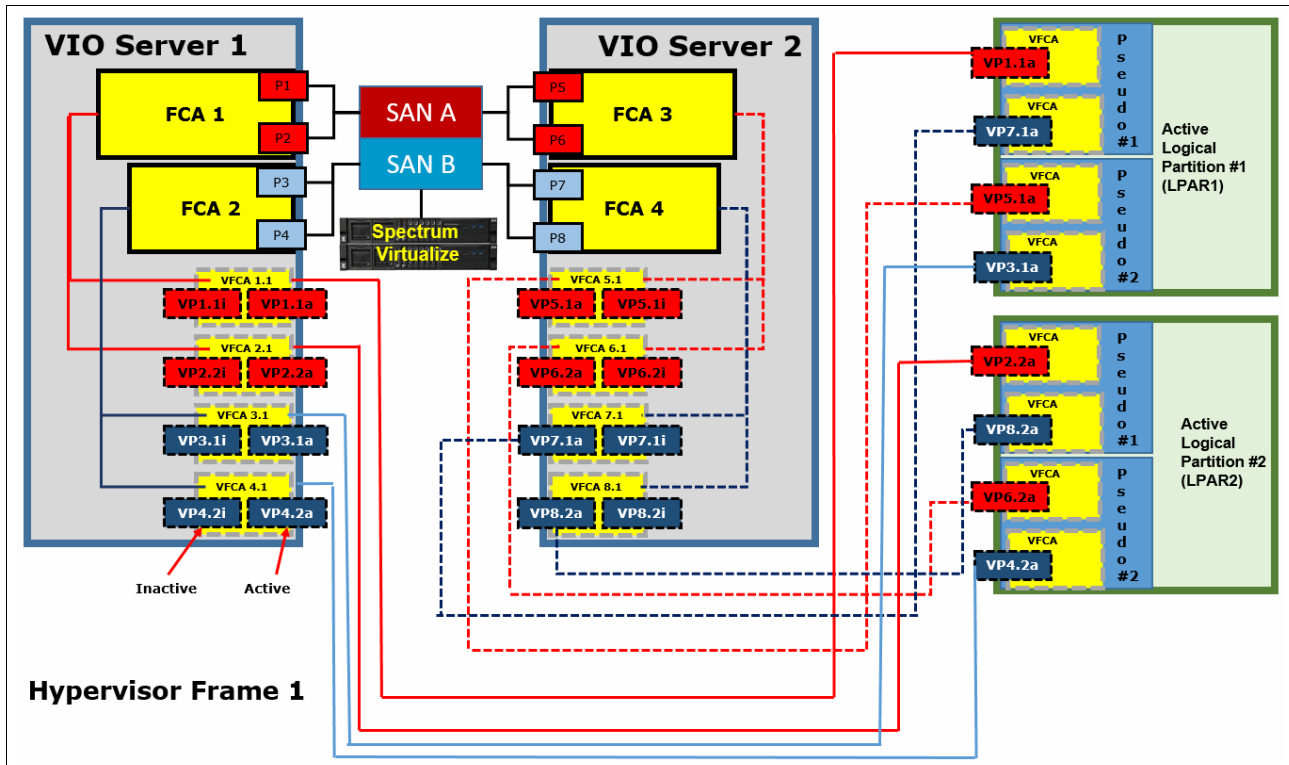 VIO Server 1
FCA 1
P1
P2
FCA 2
P3
P4
VFCA 1.1
VP1.1i
VP1.1a
VFCA 2.1
VP2.2i
VP2.2a
VFCA 3.1
VP3.1i
VP3.1a
VFCA 4.1
VP4.2i
VP4.2a
Inactive
Active
SAN A
SAN B
Spectrum
Virtualize
VIO Server 2
P5
P6
FCA 3
P7
P8
FCA 4
VFCA 5.1
VP5.1a
VP5.1i
VFCA 6.1
VP6.2a
VP6.2i
VFCA 7.1
VP7.1a
VP7.1i
VFCA 8.1
VP8.2a
VP8.2i
VFCA
VP1.1a
VFCA
VP7.1a
Pseudo #1
VFCA
VP5.1a
VFCA
VP3.1a
Pseudo #2
Active
Logical
Partition #1
(LPAR1)
VFCA
VP2.2a
VFCA
VP8.2a
Pseudo #1
VFCA
VP6.2a
VFCA
VP4.2a
Pseudo #2
Active
Logical
Partition #2
(LPAR2)
Hypervisor Frame 1